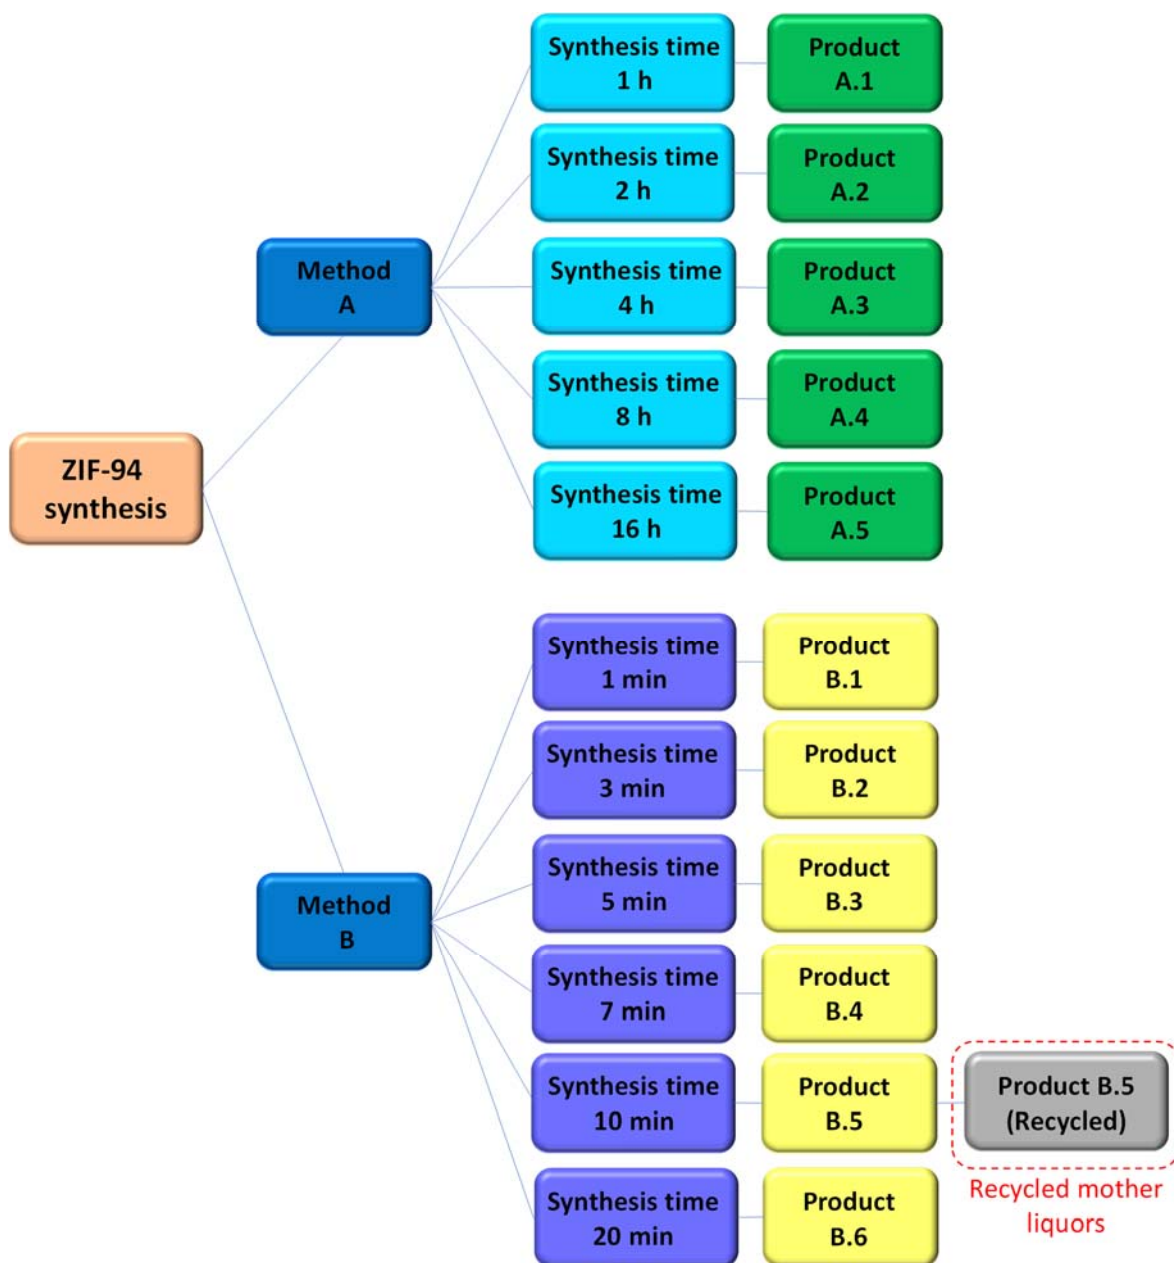 ZIF-94
synthesis
Method
A
Synthesis time
1 h
Product
A.1
Synthesis time
2 h
Product
A.2
Synthesis time
4 h
Product
A.3
Synthesis time
8 h
Product
A.4
Synthesis time
16 h
Product
A.5
Method
B
Synthesis time
1 min
Product
B.1
Synthesis time
3 min
Product
B.2
Synthesis time
5 min
Product
B.3
Synthesis time
7 min
Product
B.4
Synthesis time
10 min
Product
B.5
Product B.5
(Recycled)
Recycled mother
liquors
Synthesis time
20 min
Product
B.6